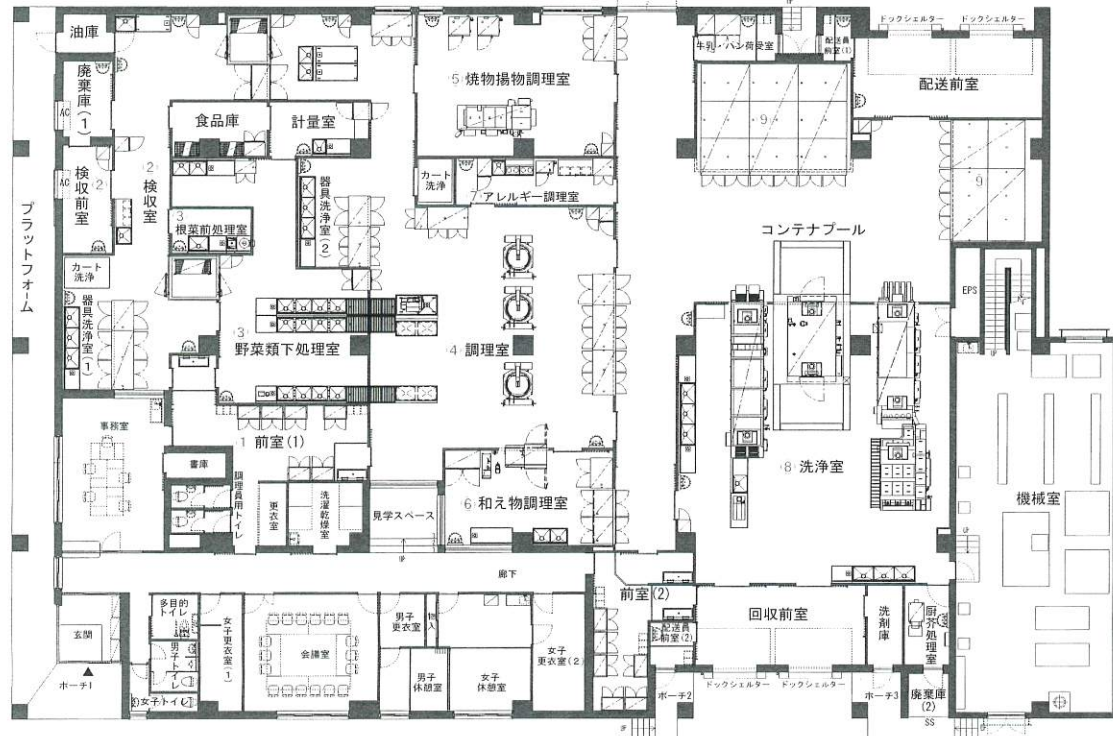 油庫
廃棄庫(1)
AC
検収前室
2
AC
2 検収室
プラットフォーム
カート
洗浄
器具洗浄室(1)
食品庫
計量室
3
根菜前処理室
器具洗浄室(2)
3
野菜類下処理室
5 焼物揚物調理室
カート
洗浄
7
アレルギー調理室
4 調理室
牛乳・パン荷受室
配送員
前室(1)
UP
ドックシェルター
ドックシェルター
配送前室
9
9
コンテナプール
EPS
UP
8 洗浄室
機械室
UP
事務室
1 前室(1)
書庫
調理員用トイレ
更衣室
洗濯乾燥室
見学スペース
UP
6 和え物調理室
廊下
玄関
ポーチ1
多目的
トイレ
男子トイレ
女子トイレ
女子更衣室(1)
会議室
男子
更衣室
物入
男子
休憩室
女子
休憩室
女子
更衣室(2)
前室(2)
配送員
前室(2)
回収前室
洗剤庫
厨芥処理室
UP
ポーチ2
ドックシェルター
ドックシェルター
ポーチ3
廃棄庫
(2)
SS
UP